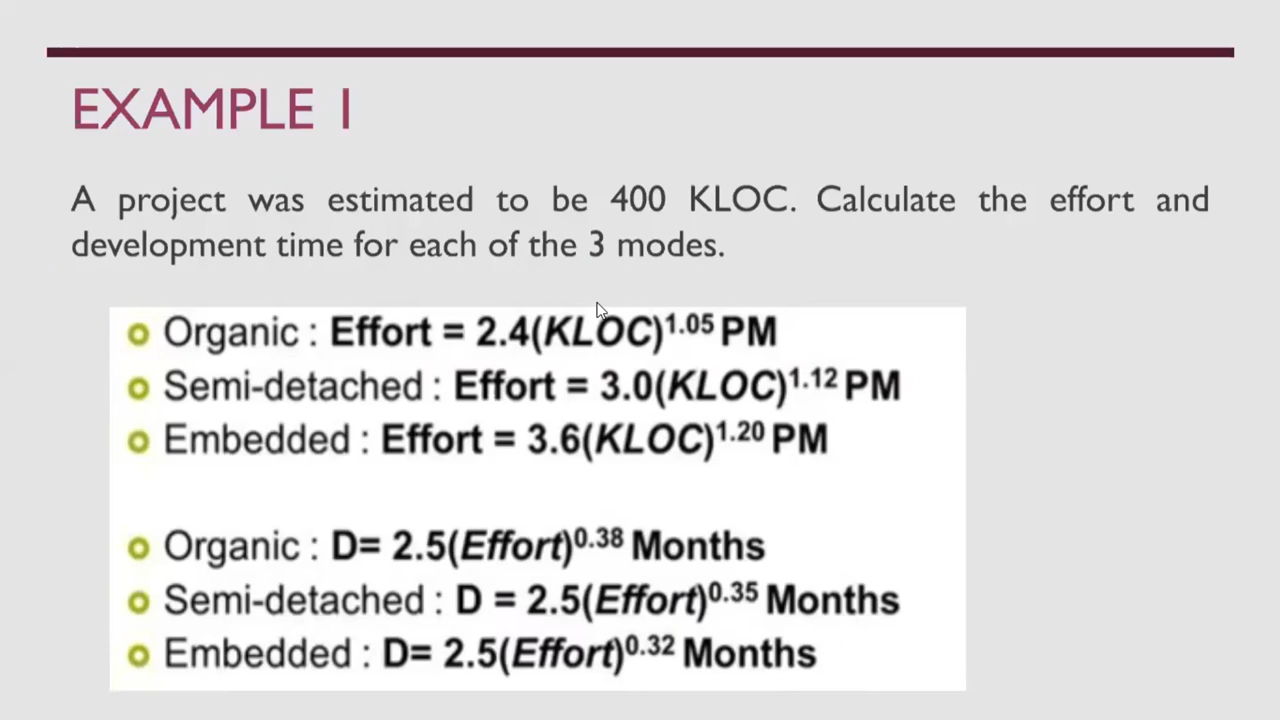 EXAMPLE 1
A project was estimated to be 400 KLOC. Calculate the effort and
development time for each of the 3 modes.
Organic : Effort = 2.4(KLOC)^1.05 PM
Semi-detached : Effort = 3.0(KLOC)^1.12 PM
Embedded : Effort = 3.6(KLOC)^1.20 PM
Organic : D= 2.5(Effort)^0.38 Months
Semi-detached : D = 2.5(Effort)^0.35 Months
Embedded : D= 2.5(Effort)^0.32 Months